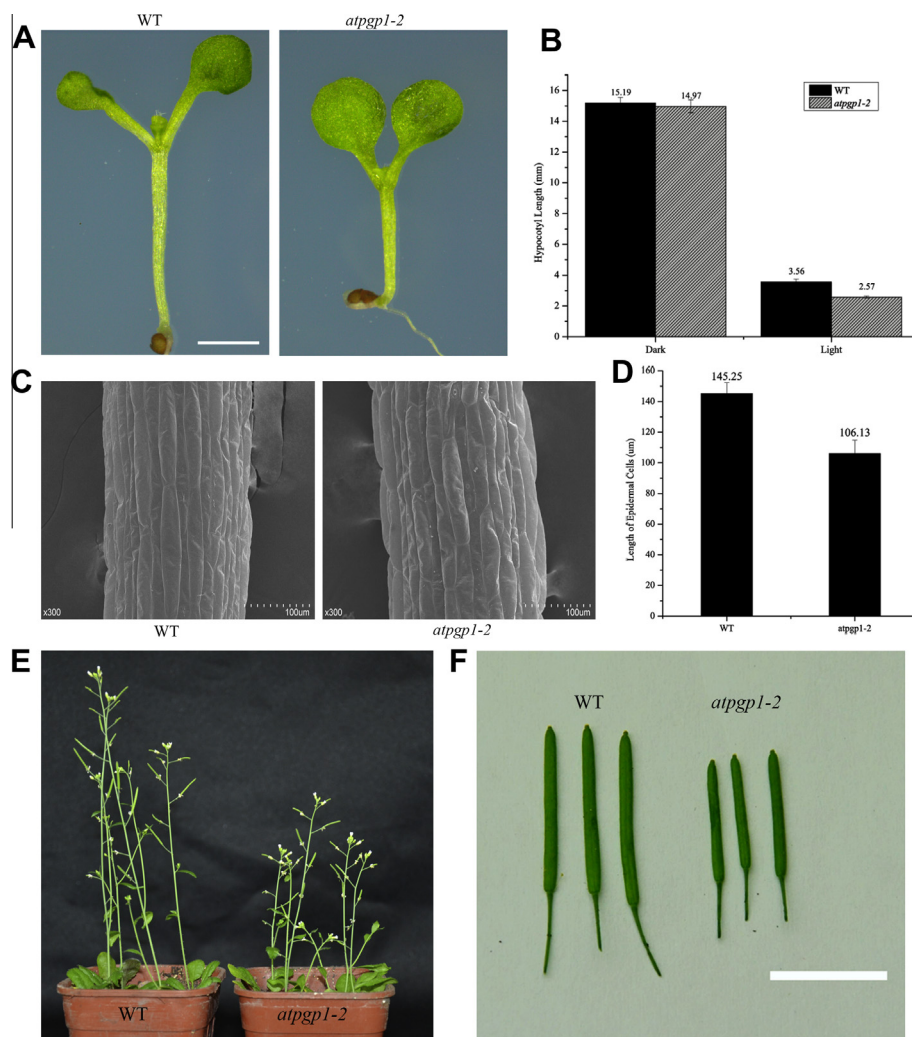 A
WT
atpgp1-2
B
Hypocotyl Length (mm)
16
14
12
10
8
6
4
2
0
15.19
14.97
3.56
2.57
WT
atpgp1-2
Dark
Light
C
x300
100um
x300
100um
WT
atpgp1-2
D
Length of Epidermal Cells (um)
160
140
120
100
80
60
40
20
0
145.25
106.13
WT
atpgp1-2
E
WT
atpgp1-2
F
WT
atpgp1-2